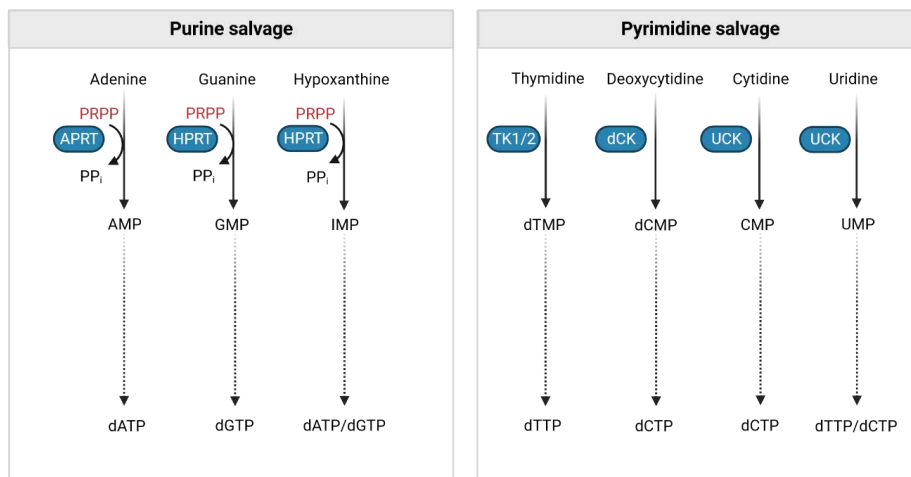 Purine salvage
Adenine Guanine Hypoxanthine
PRPP PRPP PRPP
APRT HPRT HPRT
PPi PPi PPi
AMP GMP IMP
dATP dGTP dATP/dGTP
Pyrimidine salvage
Thymidine Deoxycytidine Cytidine Uridine
TK1/2 dCK UCK UCK
dTMP dCMP CMP UMP
dTTP dCTP dCTP dTTP/dCTP